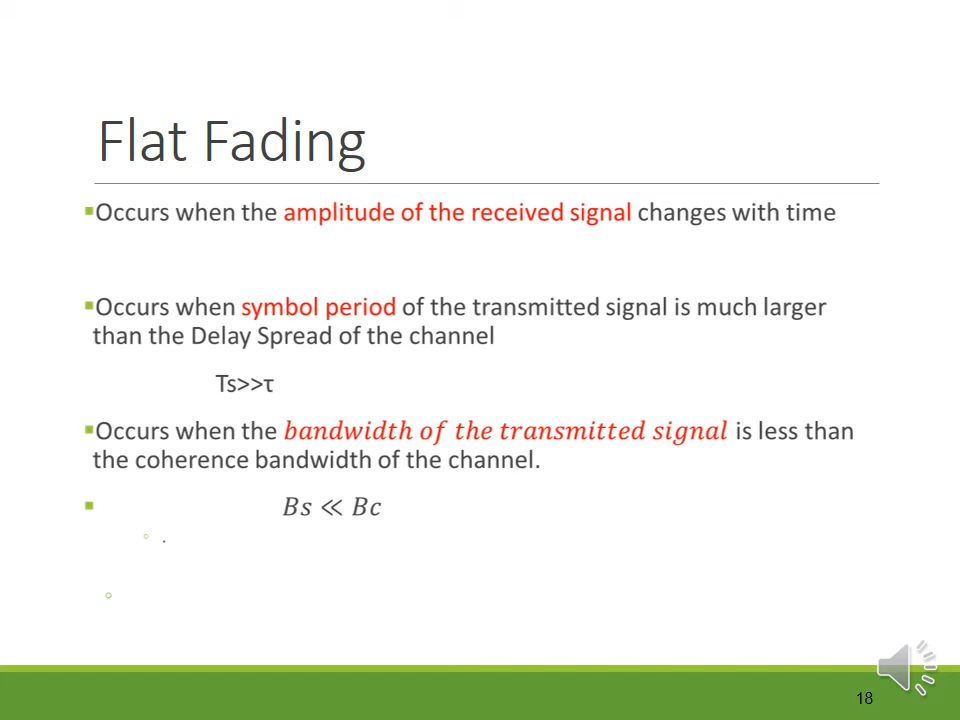 Flat Fading
▪Occurs when the amplitude of the received signal changes with time
▪Occurs when symbol period of the transmitted signal is much larger
than the Delay Spread of the channel
Ts>>τ
▪Occurs when the 𝑏𝑎𝑛𝑑𝑤𝑖𝑑𝑡ℎ 𝑜𝑓 𝑡ℎ𝑒 𝑡𝑟𝑎𝑛𝑠𝑚𝑖𝑡𝑡𝑒𝑑 𝑠𝑖𝑔𝑛𝑎𝑙 is less than
the coherence bandwidth of the channel.
▪ 𝐵𝑠 ≪ 𝐵𝑐
◦ .
◦
18